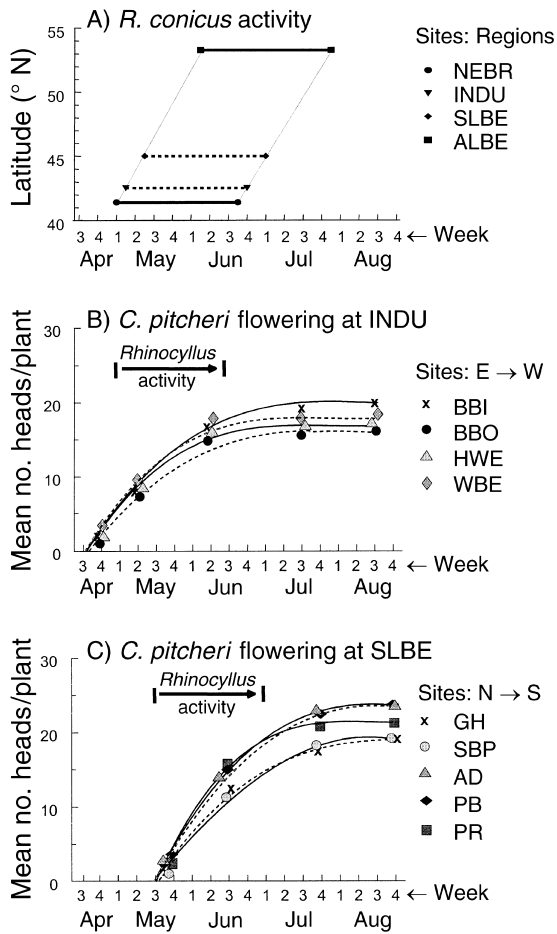 A) R. conicus activity
Latitude (° N)
55
50
45
40
3 4 1 2 3 4 1 2 3 4 1 2 3 4 1 2 3 4 ← Week
Apr May Jun Jul Aug
Sites: Regions
NEBR
INDU
SLBE
ALBE
B) C. pitcheri flowering at INDU
Mean no. heads/plant
30
20
10
0
Rhinocyllus
activity
3 4 1 2 3 4 1 2 3 4 1 2 3 4 1 2 3 4 ← Week
Apr May Jun Jul Aug
Sites: E → W
BBI
BBO
HWE
WBE
C) C. pitcheri flowering at SLBE
Mean no. heads/plant
30
20
10
0
Rhinocyllus
activity
3 4 1 2 3 4 1 2 3 4 1 2 3 4 1 2 3 4 ← Week
Apr May Jun Jul Aug
Sites: N → S
GH
SBP
AD
PB
PR